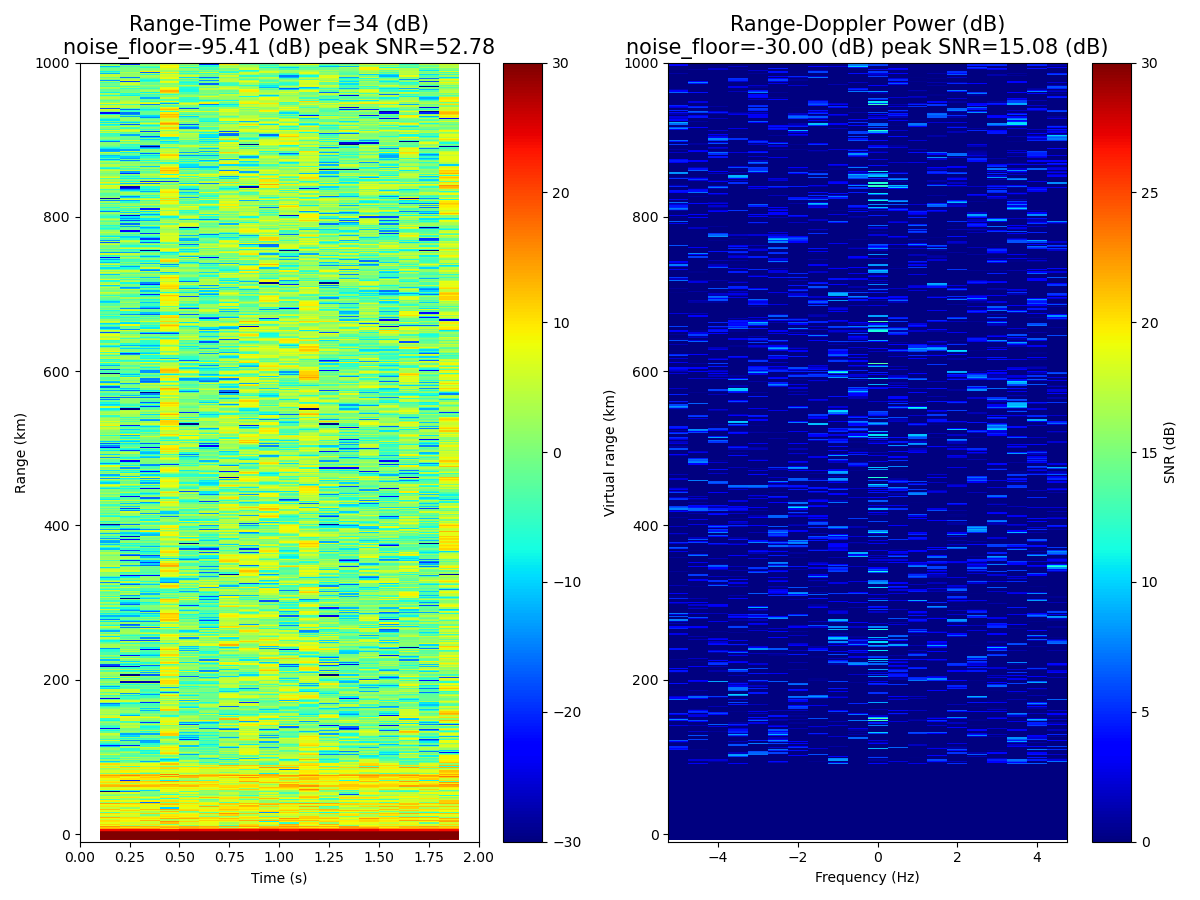 Range-Time Power f=34 (dB)
noise_floor=-95.41 (dB) peak SNR=52.78
Range-Doppler Power (dB)
noise_floor=-30.00 (dB) peak SNR=15.08 (dB)
1000
800
600
400
200
0
Range (km)
0.00 0.25 0.50 0.75 1.00 1.25 1.50 1.75 2.00
Time (s)
30
20
10
0
−10
−20
−30
1000
800
600
400
200
0
Virtual range (km)
−4 −2 0 2 4
Frequency (Hz)
30
25
20
15
10
5
0
SNR (dB)